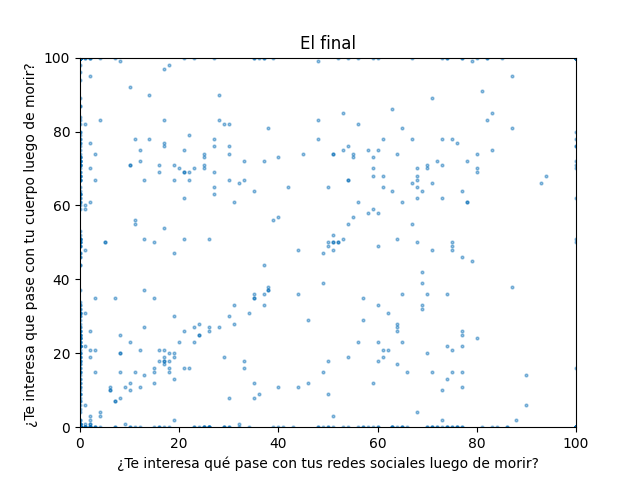 El final
¿Te interesa que pase con tu cuerpo luego de morir?
100
80
60
40
20
0
0 20 40 60 80 100
¿Te interesa qué pase con tus redes sociales luego de morir?